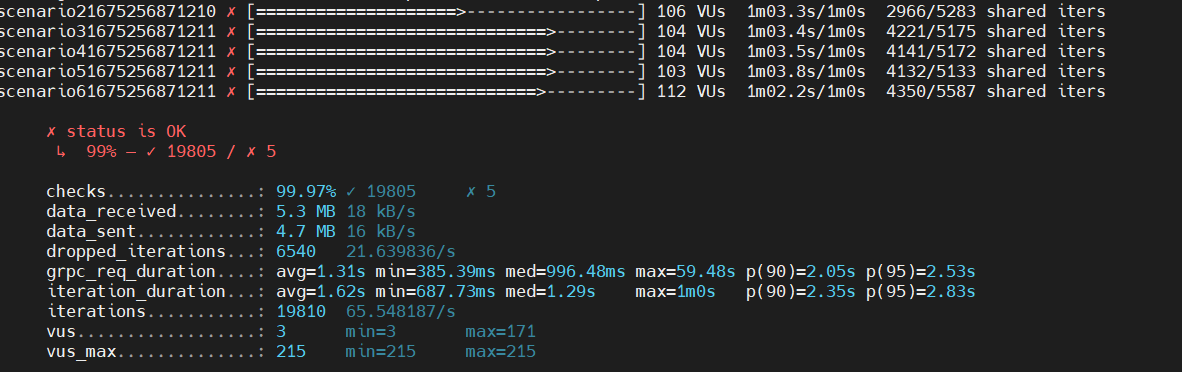 scenario21675256871210 ✗ [====================>-----------------] 106 VUs  1m03.3s/1m0s  2966/5283 shared iters
scenario31675256871211 ✗ [=============================>--------] 104 VUs  1m03.4s/1m0s  4221/5175 shared iters
scenario41675256871211 ✗ [=============================>--------] 104 VUs  1m03.5s/1m0s  4141/5172 shared iters
scenario51675256871211 ✗ [=============================>--------] 103 VUs  1m03.8s/1m0s  4132/5133 shared iters
scenario61675256871211 ✗ [============================>---------] 112 VUs  1m02.2s/1m0s  4350/5587 shared iters
✗ status is OK
↳  99% — ✓ 19805 / ✗ 5
checks...............: 99.97% ✓ 19805     ✗ 5
data_received........: 5.3 MB 18 kB/s
data_sent............: 4.7 MB 16 kB/s
dropped_iterations...: 6540   21.639836/s
grpc_req_duration....: avg=1.31s min=385.39ms med=996.48ms max=59.48s p(90)=2.05s p(95)=2.53s
iteration_duration...: avg=1.62s min=687.73ms med=1.29s    max=1m0s   p(90)=2.35s p(95)=2.83s
iterations...........: 19810  65.548187/s
vus..................: 3      min=3       max=171
vus_max..............: 215    min=215     max=215